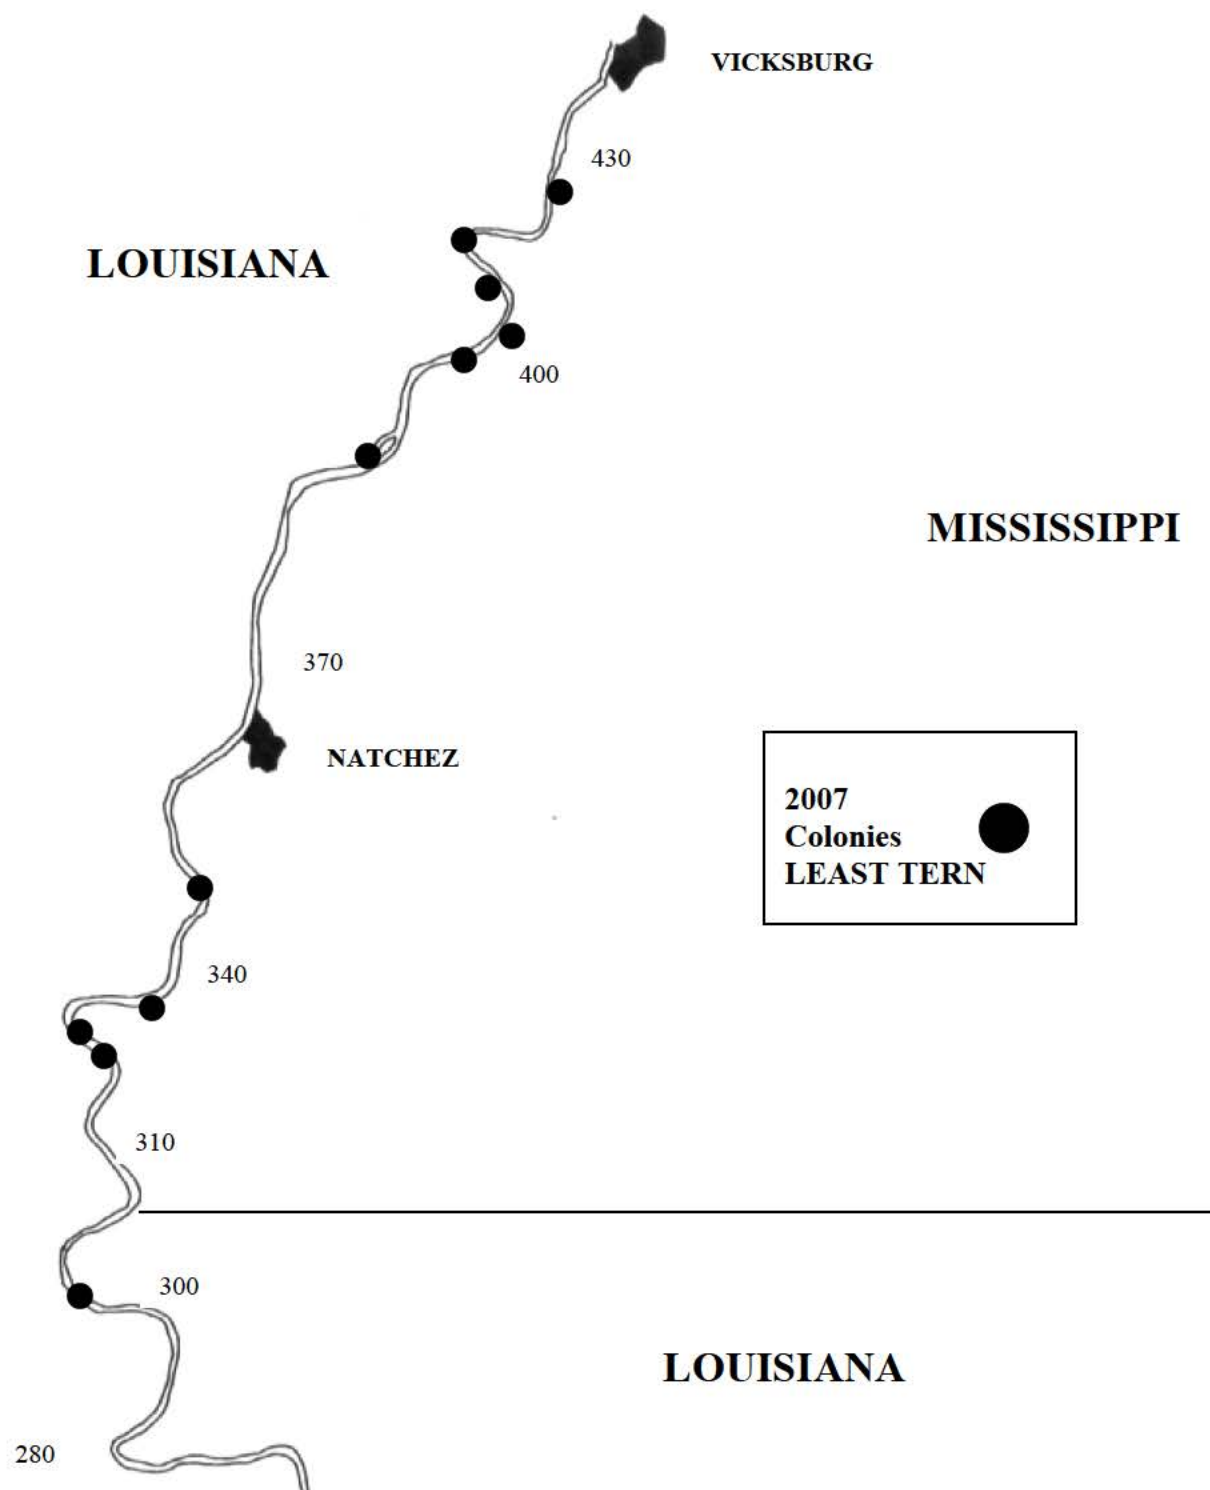 VICKSBURG
430
LOUISIANA
400
MISSISSIPPI
370
NATCHEZ
2007
Colonies
LEAST TERN
340
310
300
LOUISIANA
280